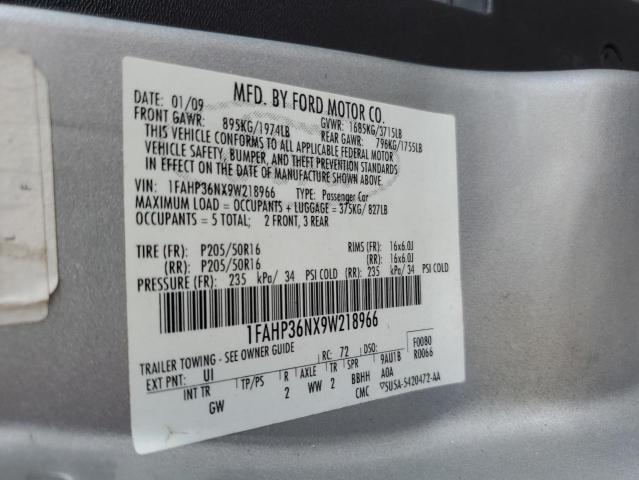 MFD. BY FORD MOTOR CO.
DATE: 01/09 GVWR: 1685KG/3715LB
FRONT GAWR: 895KG/1974LB REAR GAWR: 796KG/1755LB
THIS VEHICLE CONFORMS TO ALL APPLICABLE FEDERAL MOTOR
VEHICLE SAFETY, BUMPER, AND THEFT PREVENTION STANDARDS
IN EFFECT ON THE DATE OF MANUFACTURE SHOWN ABOVE.
VIN: 1FAHP36NX9W218966 TYPE: Passenger Car
MAXIMUM LOAD = OCCUPANTS + LUGGAGE = 375KG/ 827LB
OCCUPANTS = 5 TOTAL; 2 FRONT, 3 REAR
TIRE (FR): P205/50R16 RIMS (FR): 16x6.0J
(RR): P205/50R16 (RR): 16x6.0J
PRESSURE (FR): 235 kPa/ 34 PSI COLD (RR): 235 kPa/ 34 PSI COLD
1FAHP36NX9W218966
F0080
R0066
TRAILER TOWING - SEE OWNER GUIDE RC: 72 DSO:
EXT PNT: UI TP/PS R AXLE TR SPR 9AU1B
INT TR 2 WW 2 BBHH A0A
GW CMC SU5A-5420472-AA